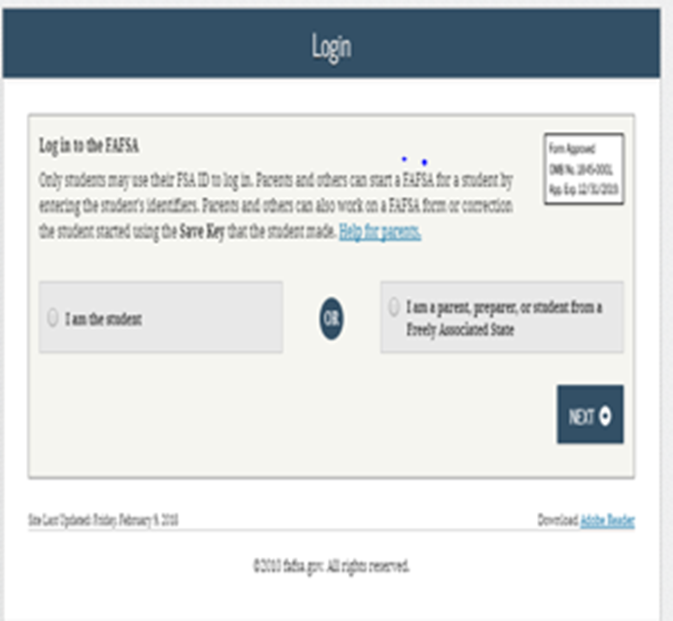 Login
Log in to the FAFSA
Form Approved
OMB No. 1845-0001
App. Exp. 12/31/2019
Only students may use their FSA ID to log in. Parents and others can start a FAFSA for a student by
entering the student's identifiers. Parents and others can also work on a FAFSA form or correction
the student started using the Save Key that the student made. Help for parents.
I am the student
OR
I am a parent, preparer, or student from a
Freely Associated State
NEXT
Site Last Updated: Friday, February 9, 2018
Download Adobe Reader
©2010 fafsa.gov. All rights reserved.